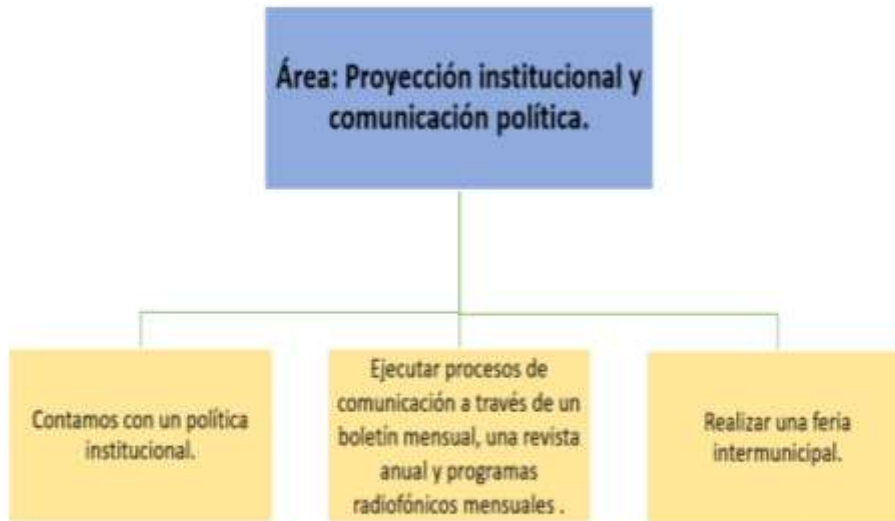 Área: Proyección institucional y
comunicación política.
Contamos con un política
institucional.
Ejecutar procesos de
comunicación a través de un
boletín mensual, una revista
anual y programas
radiofónicos mensuales .
Realizar una feria
intermunicipal.